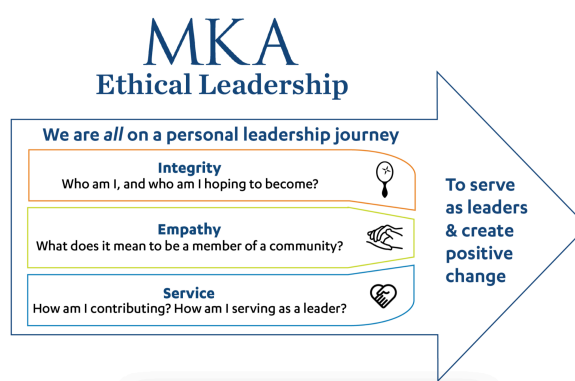 MKA
Ethical Leadership
We are all on a personal leadership journey
Integrity
Who am I, and who am I hoping to become?
Empathy
What does it mean to be a member of a community?
Service
How am I contributing? How am I serving as a leader?
To serve
as leaders
& create
positive
change